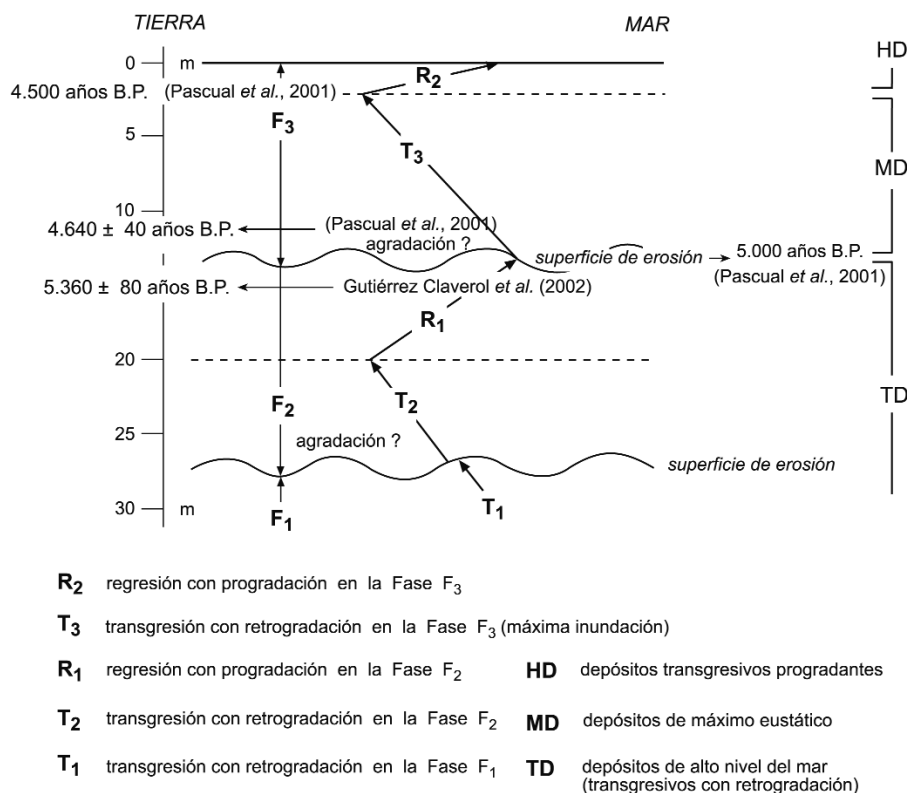 TIERRA MAR
0 m HD
R2
4.500 años B.P. (Pascual et al., 2001)
F3
5
T3
MD
10
4.640 ± 40 años B.P. (Pascual et al., 2001)
agradación ?
superficie de erosión 5.000 años B.P.
(Pascual et al., 2001)
5.360 ± 80 años B.P. Gutiérrez Claverol et al. (2002)
R1
20
F2 T2 TD
25
agradación ?
superficie de erosión
30 m
F1 T1
R2 regresión con progradación en la Fase F3
T3 transgresión con retrogradación en la Fase F3 (máxima inundación)
R1 regresión con progradación en la Fase F2 HD depósitos transgresivos progradantes
T2 transgresión con retrogradación en la Fase F2 MD depósitos de máximo eustático
T1 transgresión con retrogradación en la Fase F1 TD depósitos de alto nivel del mar
(transgresivos con retrogradación)